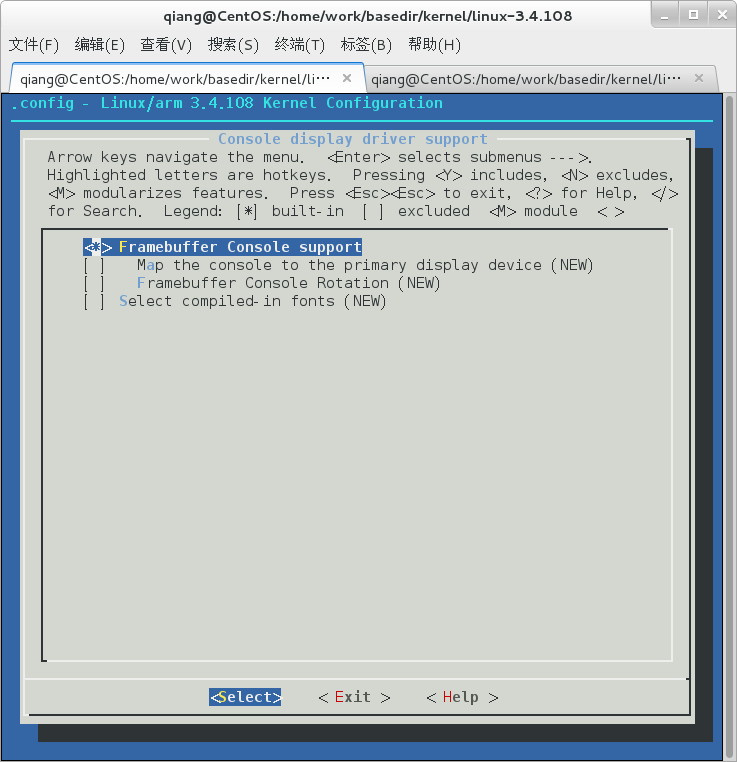 qiang@CentOS:/home/work/basedir/kernel/linux-3.4.108
文件(F) 编辑(E) 查看(V) 搜索(S) 终端(T) 标签(B) 帮助(H)
qiang@CentOS:/home/work/basedir/kernel/li··· × qiang@CentOS:/home/work/basedir/kernel/li··· ×
.config - Linux/arm 3.4.108 Kernel Configuration
Console display driver support
Arrow keys navigate the menu. <Enter> selects submenus --->.
Highlighted letters are hotkeys. Pressing <Y> includes, <N> excludes,
<M> modularizes features. Press <Esc><Esc> to exit, <?> for Help, </>
for Search. Legend: [*] built-in [ ] excluded <M> module < >
<*> Framebuffer Console support
[ ] Map the console to the primary display device (NEW)
[ ] Framebuffer Console Rotation (NEW)
[ ] Select compiled-in fonts (NEW)
<Select> < Exit > < Help >